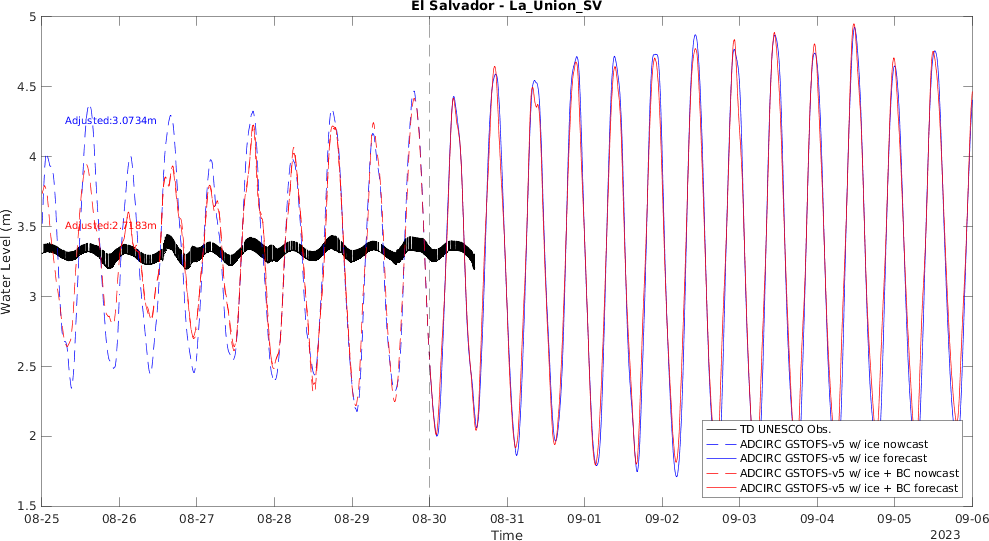 El Salvador - La_Union_SV
5
4.5
4
3.5
3
2.5
2
1.5
Water Level (m)
Adjusted:3.0734m
Adjusted:2.7183m
TD UNESCO Obs.
ADCIRC GSTOFS-v5 w/ ice nowcast
ADCIRC GSTOFS-v5 w/ ice forecast
ADCIRC GSTOFS-v5 w/ ice + BC nowcast
ADCIRC GSTOFS-v5 w/ ice + BC forecast
08-25 08-26 08-27 08-28 08-29 08-30 08-31 09-01 09-02 09-03 09-04 09-05 09-06
Time
2023